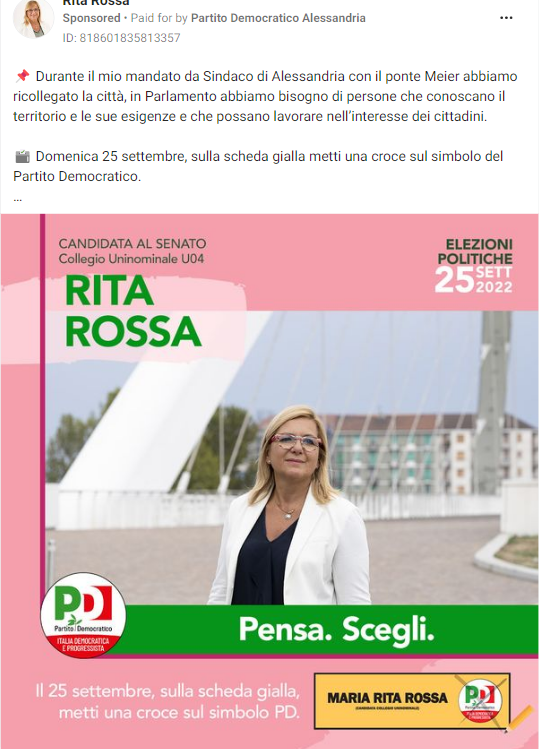 Rita Rossa
Sponsored • Paid for by Partito Democratico Alessandria
ID: 818601835813357
📌 Durante il mio mandato da Sindaco di Alessandria con il ponte Meier abbiamo
ricollegato la città, in Parlamento abbiamo bisogno di persone che conoscano il
territorio e le sue esigenze e che possano lavorare nell'interesse dei cittadini.
🗳 Domenica 25 settembre, sulla scheda gialla metti una croce sul simbolo del
Partito Democratico.
...
CANDIDATA AL SENATO
Collegio Uninominale U04
RITA
ROSSA
ELEZIONI
POLITICHE
25 SETT
2022
PD
Partito Democratico
ITALIA DEMOCRATICA
E PROGRESSISTA
Pensa. Scegli.
Il 25 settembre, sulla scheda gialla,
metti una croce sul simbolo PD.
MARIA RITA ROSSA
(CANDIDATA COLLEGIO UNINOMINALE)
PD